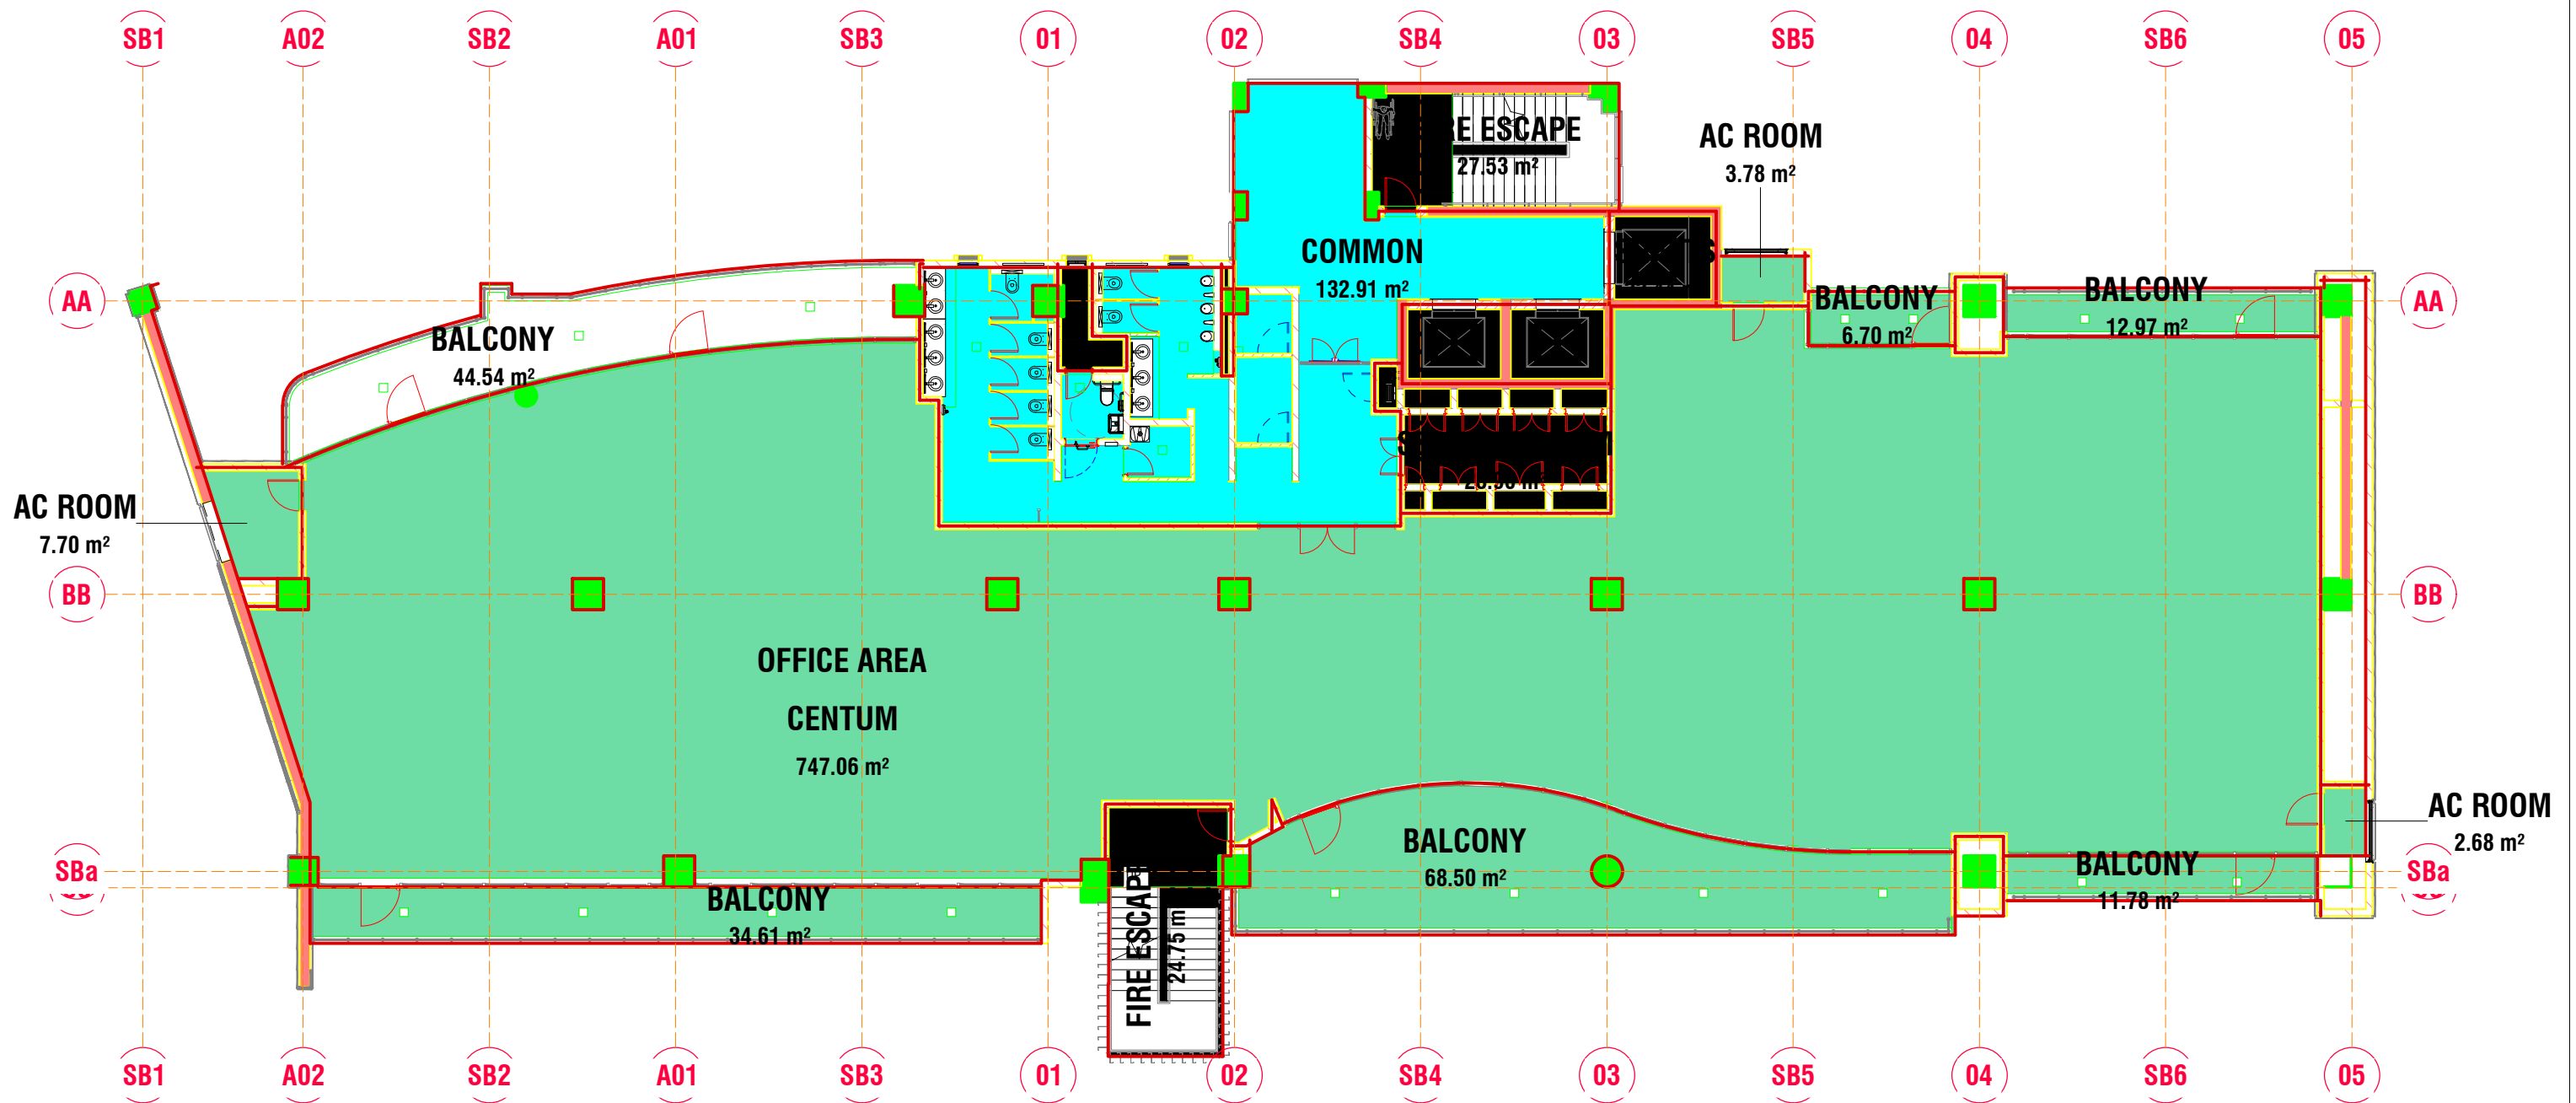 SB1 A02 SB2 A01 SB3 01 02 SB4 03 SB5 04 SB6 05
RE ESCAPE
27.53 m²
AC ROOM
3.78 m²
COMMON
132.91 m²
AA
AA
BALCONY
6.70 m²
BALCONY
12.97 m²
BALCONY
44.54 m²
AC ROOM
7.70 m²
BB
BB
OFFICE AREA
CENTUM
747.06 m²
AC ROOM
2.68 m²
BALCONY
68.50 m²
SBa
SBa
BALCONY
11.78 m²
BALCONY
34.61 m²
FIRE ESCAPE
24.75 m
SB1 A02 SB2 A01 SB3 01 02 SB4 03 SB5 04 SB6 05